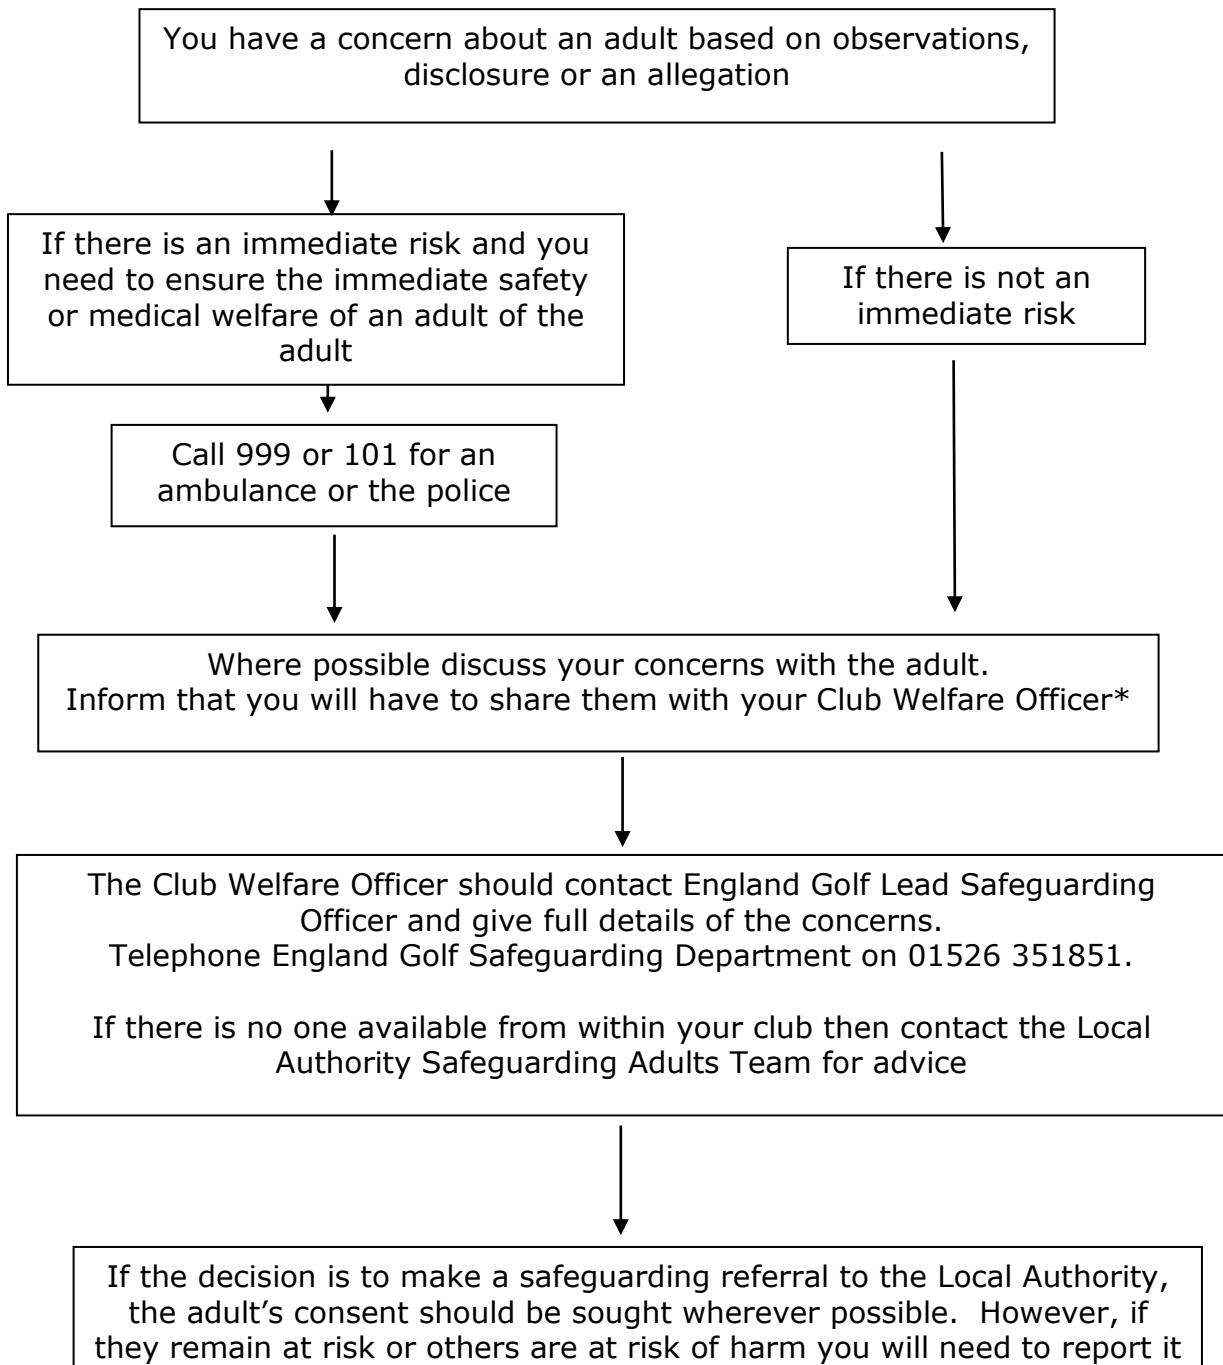 You have a concern about an adult based on observations,
disclosure or an allegation
If there is an immediate risk and you
need to ensure the immediate safety
or medical welfare of an adult of the
adult
If there is not an
immediate risk
Call 999 or 101 for an
ambulance or the police
Where possible discuss your concerns with the adult.
Inform that you will have to share them with your Club Welfare Officer*
The Club Welfare Officer should contact England Golf Lead Safeguarding
Officer and give full details of the concerns.
Telephone England Golf Safeguarding Department on 01526 351851.
If there is no one available from within your club then contact the Local
Authority Safeguarding Adults Team for advice
If the decision is to make a safeguarding referral to the Local Authority,
the adult’s consent should be sought wherever possible.  However, if
they remain at risk or others are at risk of harm you will need to report it